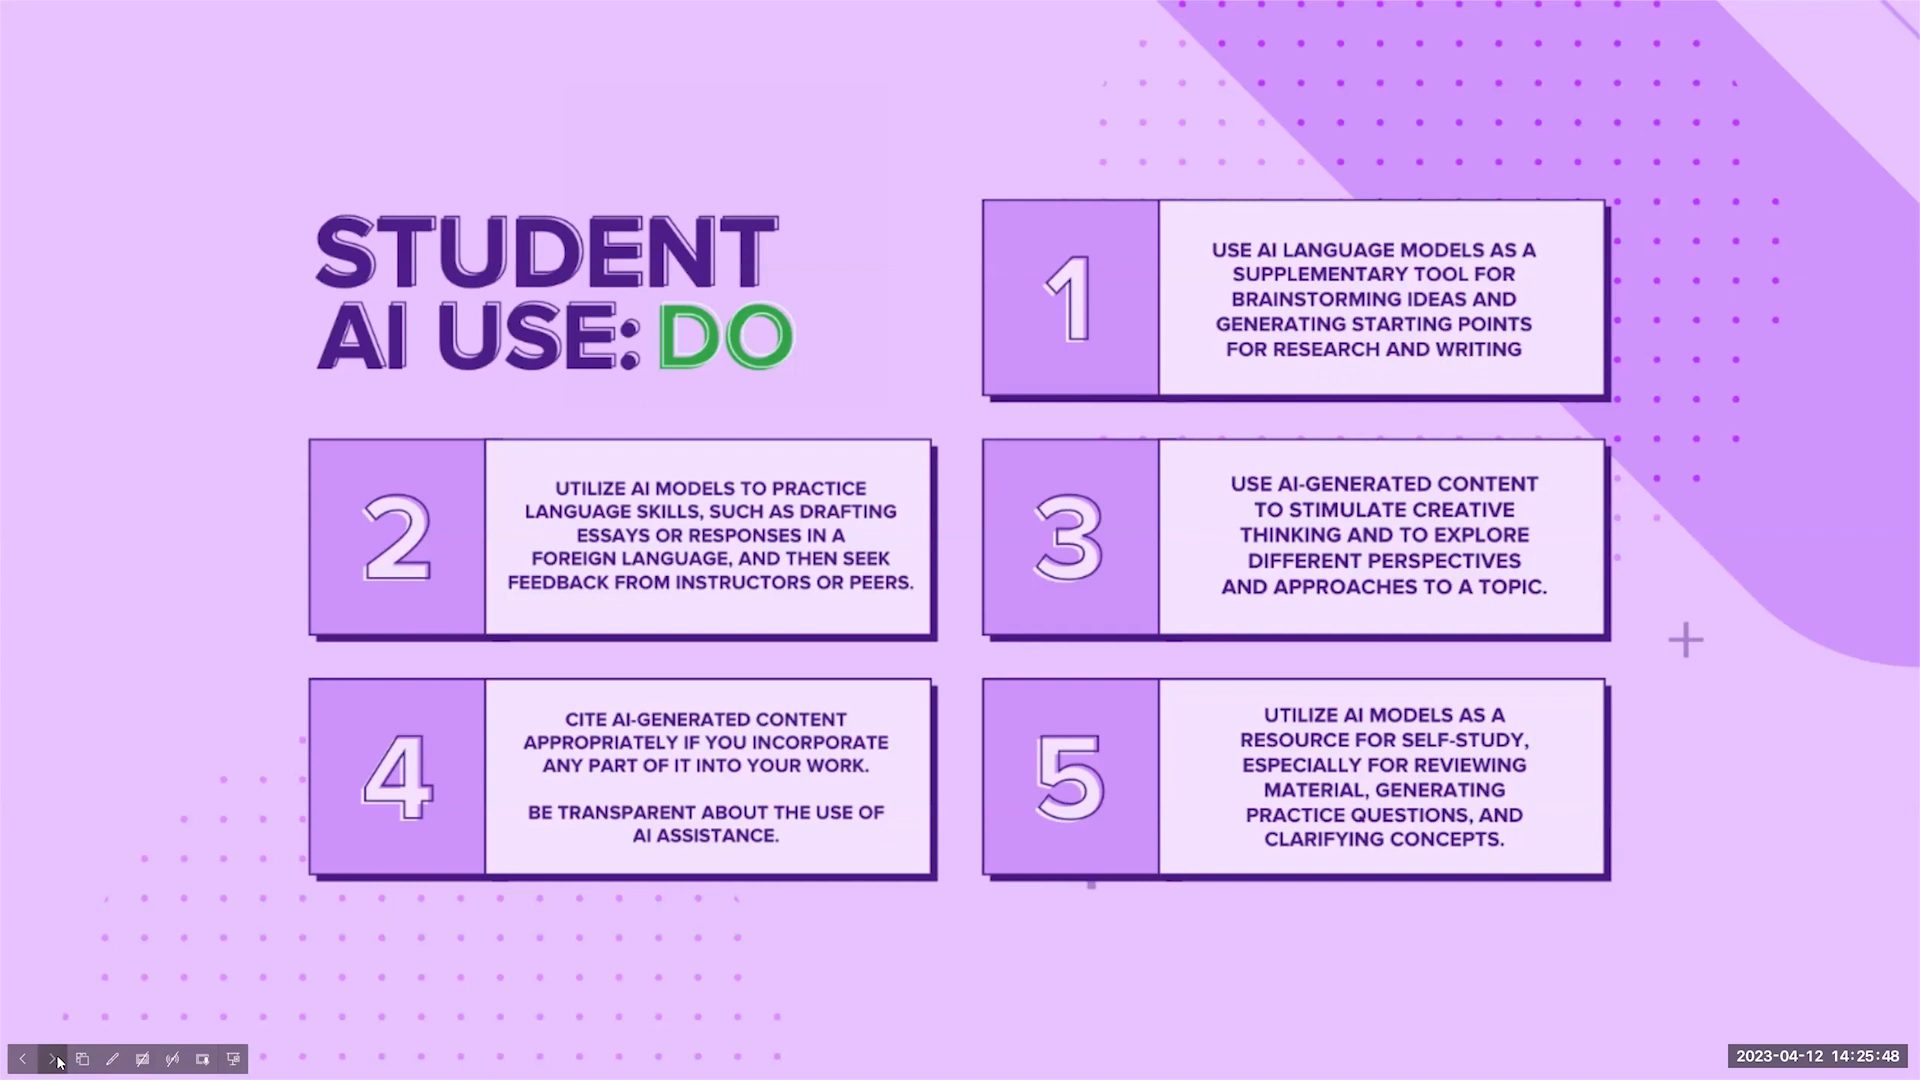 STUDENT
AI USE: DO
1
USE AI LANGUAGE MODELS AS A
SUPPLEMENTARY TOOL FOR
BRAINSTORMING IDEAS AND
GENERATING STARTING POINTS
FOR RESEARCH AND WRITING
2
UTILIZE AI MODELS TO PRACTICE
LANGUAGE SKILLS, SUCH AS DRAFTING
ESSAYS OR RESPONSES IN A
FOREIGN LANGUAGE, AND THEN SEEK
FEEDBACK FROM INSTRUCTORS OR PEERS.
3
USE AI-GENERATED CONTENT
TO STIMULATE CREATIVE
THINKING AND TO EXPLORE
DIFFERENT PERSPECTIVES
AND APPROACHES TO A TOPIC.
4
CITE AI-GENERATED CONTENT
APPROPRIATELY IF YOU INCORPORATE
ANY PART OF IT INTO YOUR WORK.
BE TRANSPARENT ABOUT THE USE OF
AI ASSISTANCE.
5
UTILIZE AI MODELS AS A
RESOURCE FOR SELF-STUDY,
ESPECIALLY FOR REVIEWING
MATERIAL, GENERATING
PRACTICE QUESTIONS, AND
CLARIFYING CONCEPTS.
2023-04-12 14:25:48